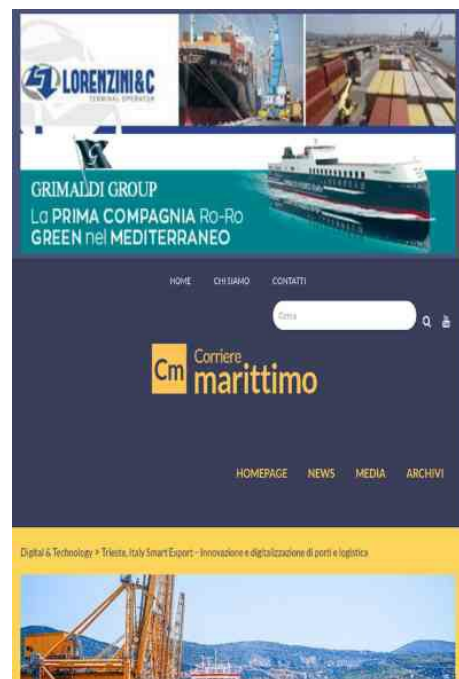 LORENZINI&C
TERMINAL OPERATOR
GRIMALDI GROUP
La PRIMA COMPAGNIA Ro-Ro
GREEN nel MEDITERRANEO
HOME CHI SIAMO CONTATTI
Cerca
Cm Corriere
marittimo
HOMEPAGE NEWS MEDIA ARCHIVI
Digital & Technology > Trieste, Italy Smart Export – Innovazione e digitalizzazione di porti e logistica